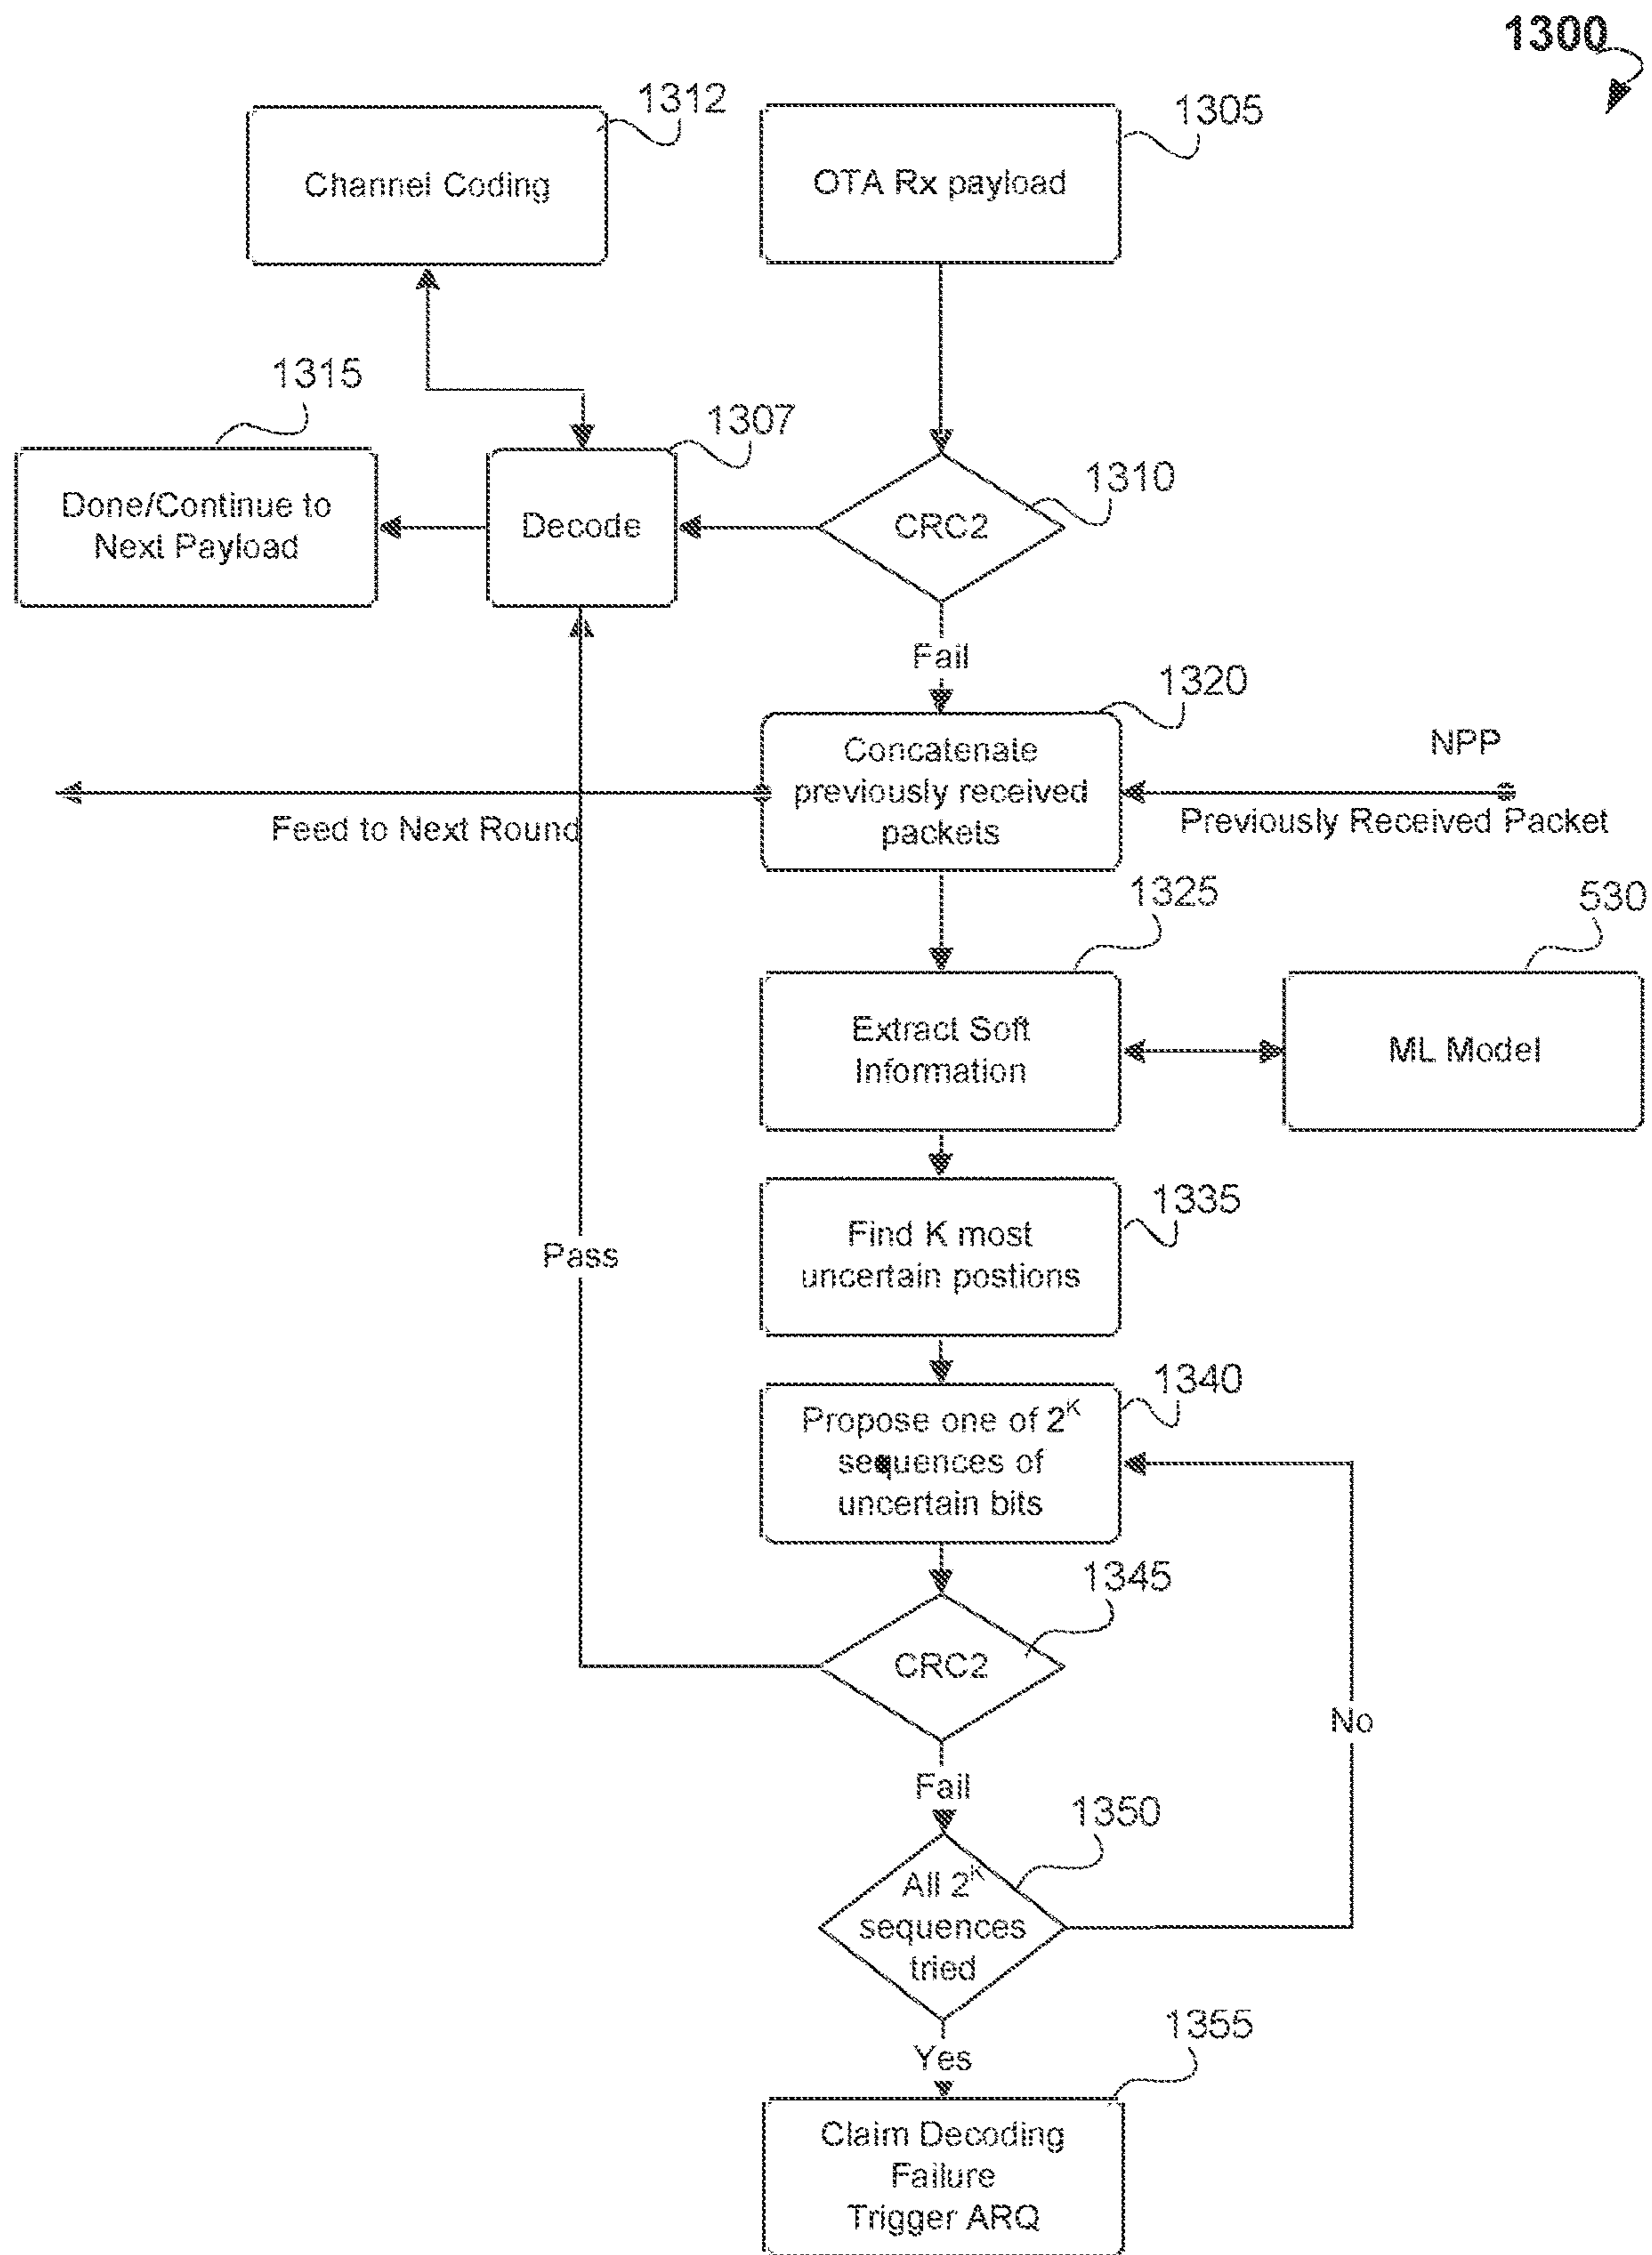 1300
1312
1305
Channel Coding
OTA Rx payload
1315
1307
1310
Done/Continue to
Next Payload
Decode
CRC2
Fail
1320
NPP
Concatenate
previously received
packets
Feed to Next Round
Previously Received Packet
1325
530
Extract Soft
Information
ML Model
1335
Find K most
uncertain postions
Pass
1340
Propose one of 2^K
sequences of
uncertain bits
1345
CRC2
No
Fail
1350
All 2^K
sequences
tried
1355
Yes
Claim Decoding
Failure
Trigger ARQ